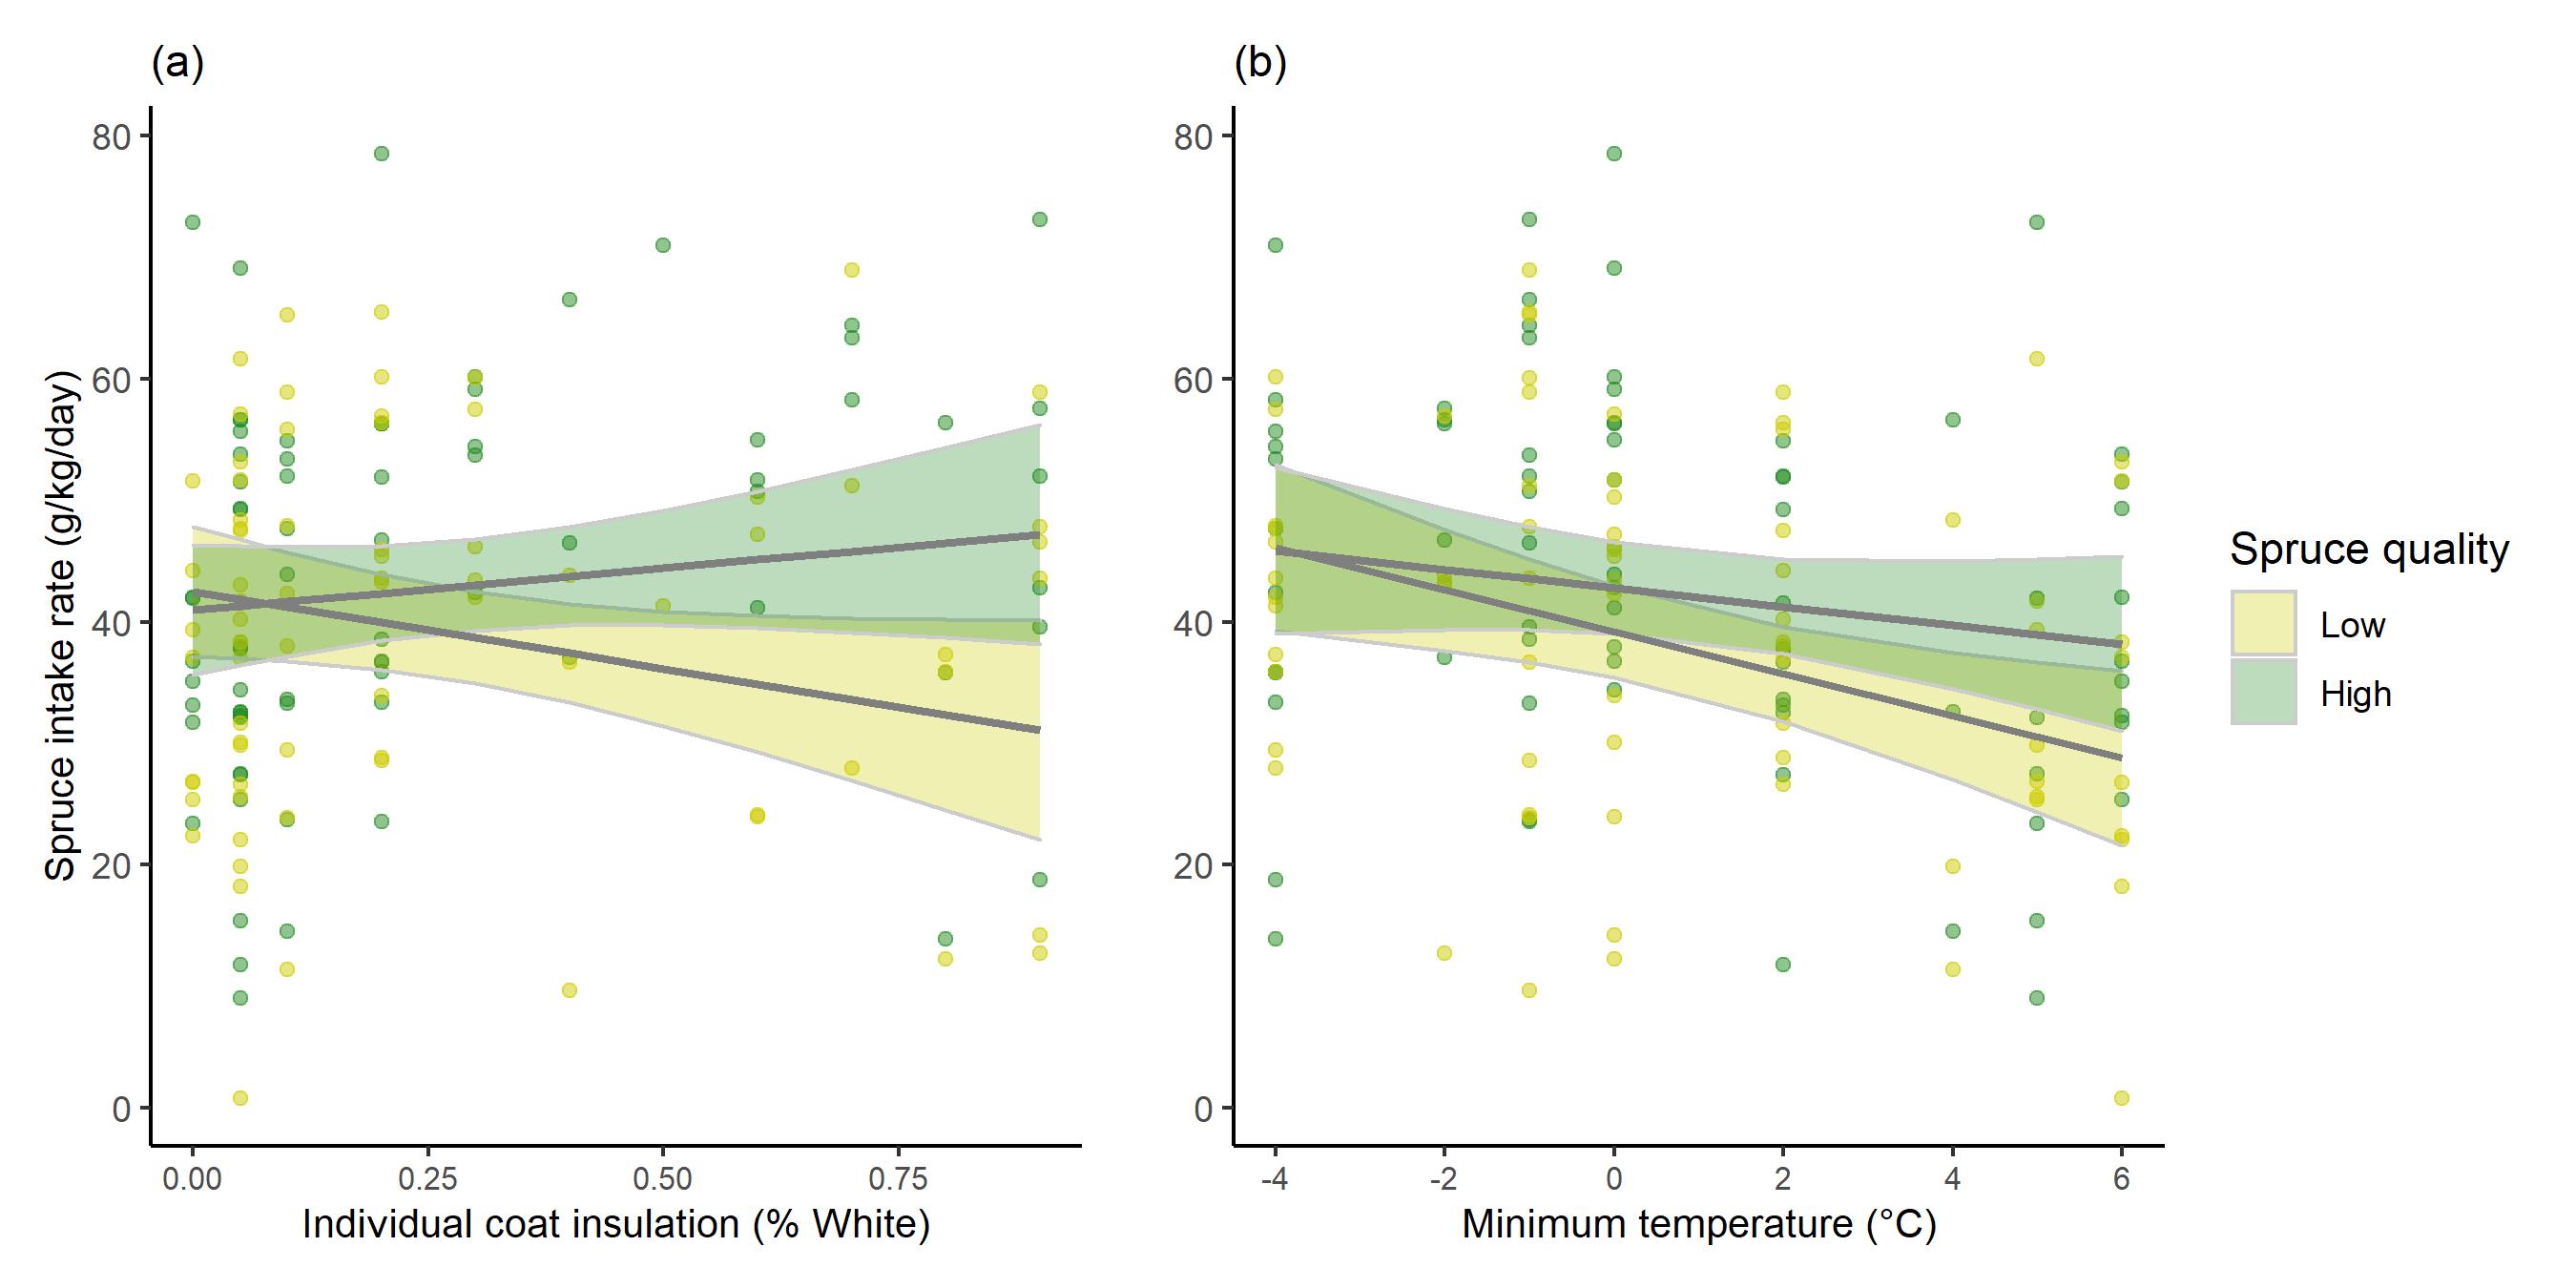 (a)
80
60
40
20
0
Spruce intake rate (g/kg/day)
0.00 0.25 0.50 0.75
Individual coat insulation (% White)
(b)
80
60
40
20
0
-4 -2 0 2 4 6
Minimum temperature (°C)
Spruce quality
Low
High